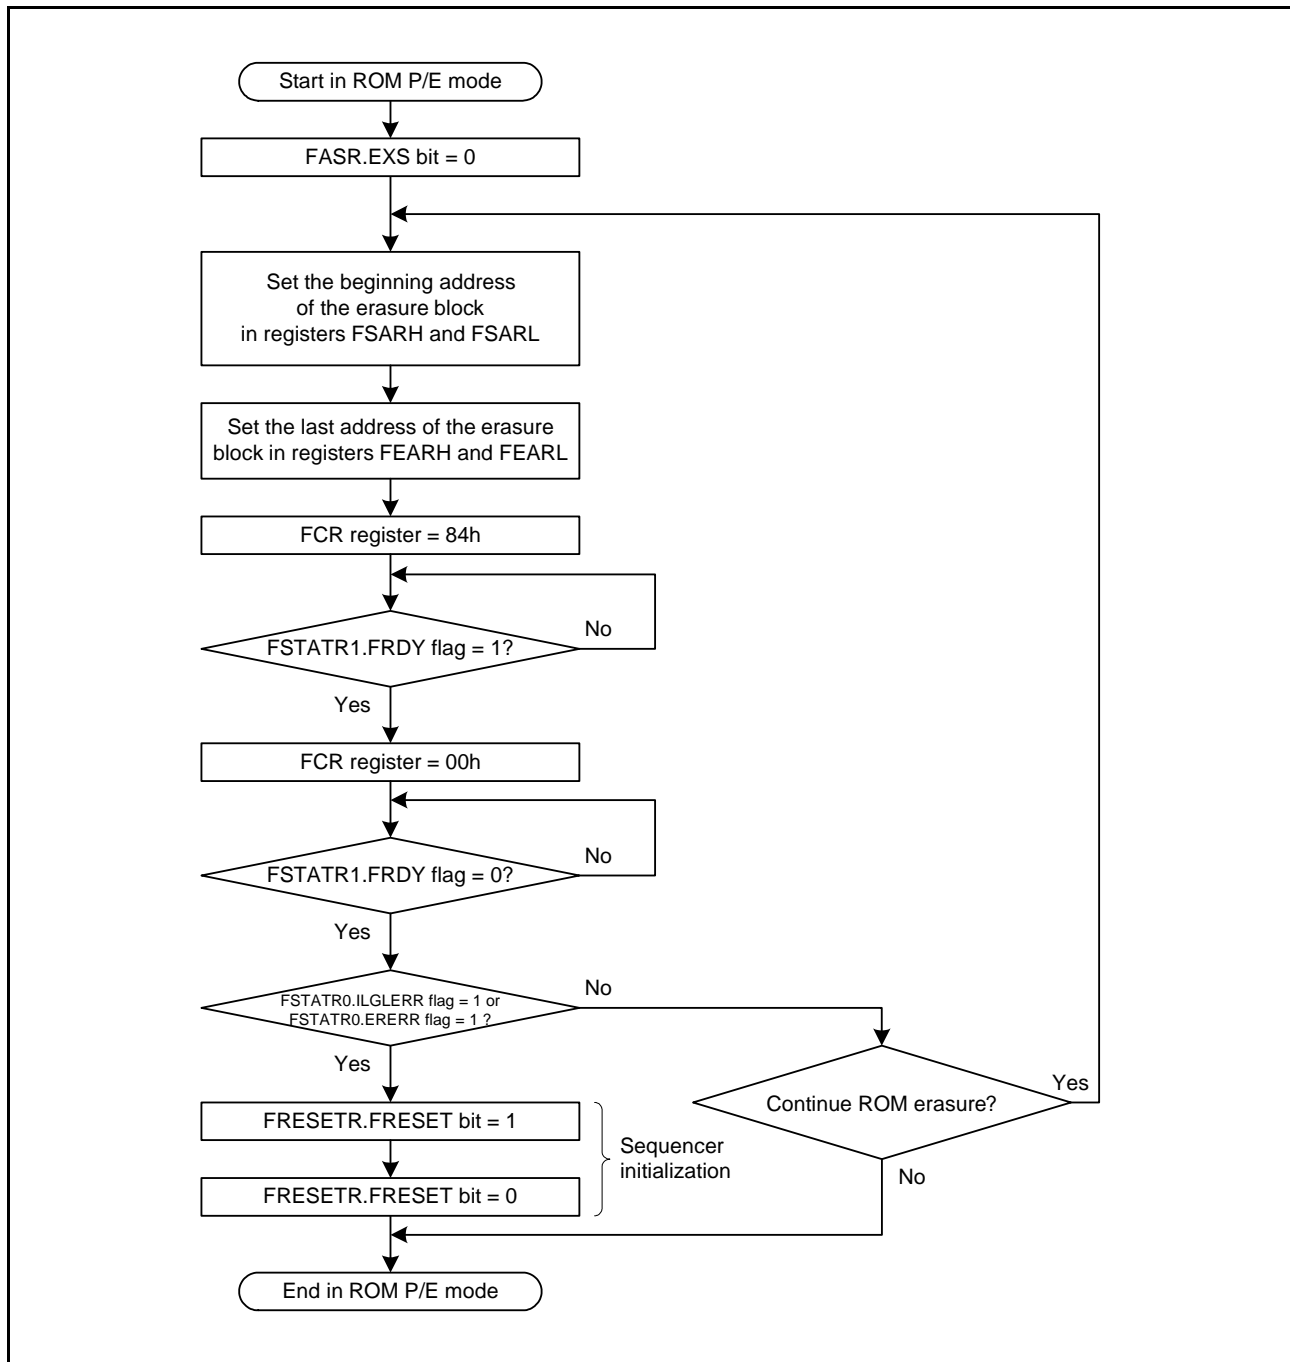 Start in ROM P/E mode
FASR.EXS bit = 0
Set the beginning address
of the erasure block
in registers FSARH and FSARL
Set the last address of the erasure
block in registers FEARH and FEARL
FCR register = 84h
FSTATR1.FRDY flag = 1?
No
Yes
FCR register = 00h
FSTATR1.FRDY flag = 0?
No
Yes
FSTATR0.ILGLERR flag = 1 or
FSTATR0.ERERR flag = 1 ?
No
Yes
Continue ROM erasure?
Yes
No
FRESETR.FRESET bit = 1
FRESETR.FRESET bit = 0
Sequencer
initialization
End in ROM P/E mode